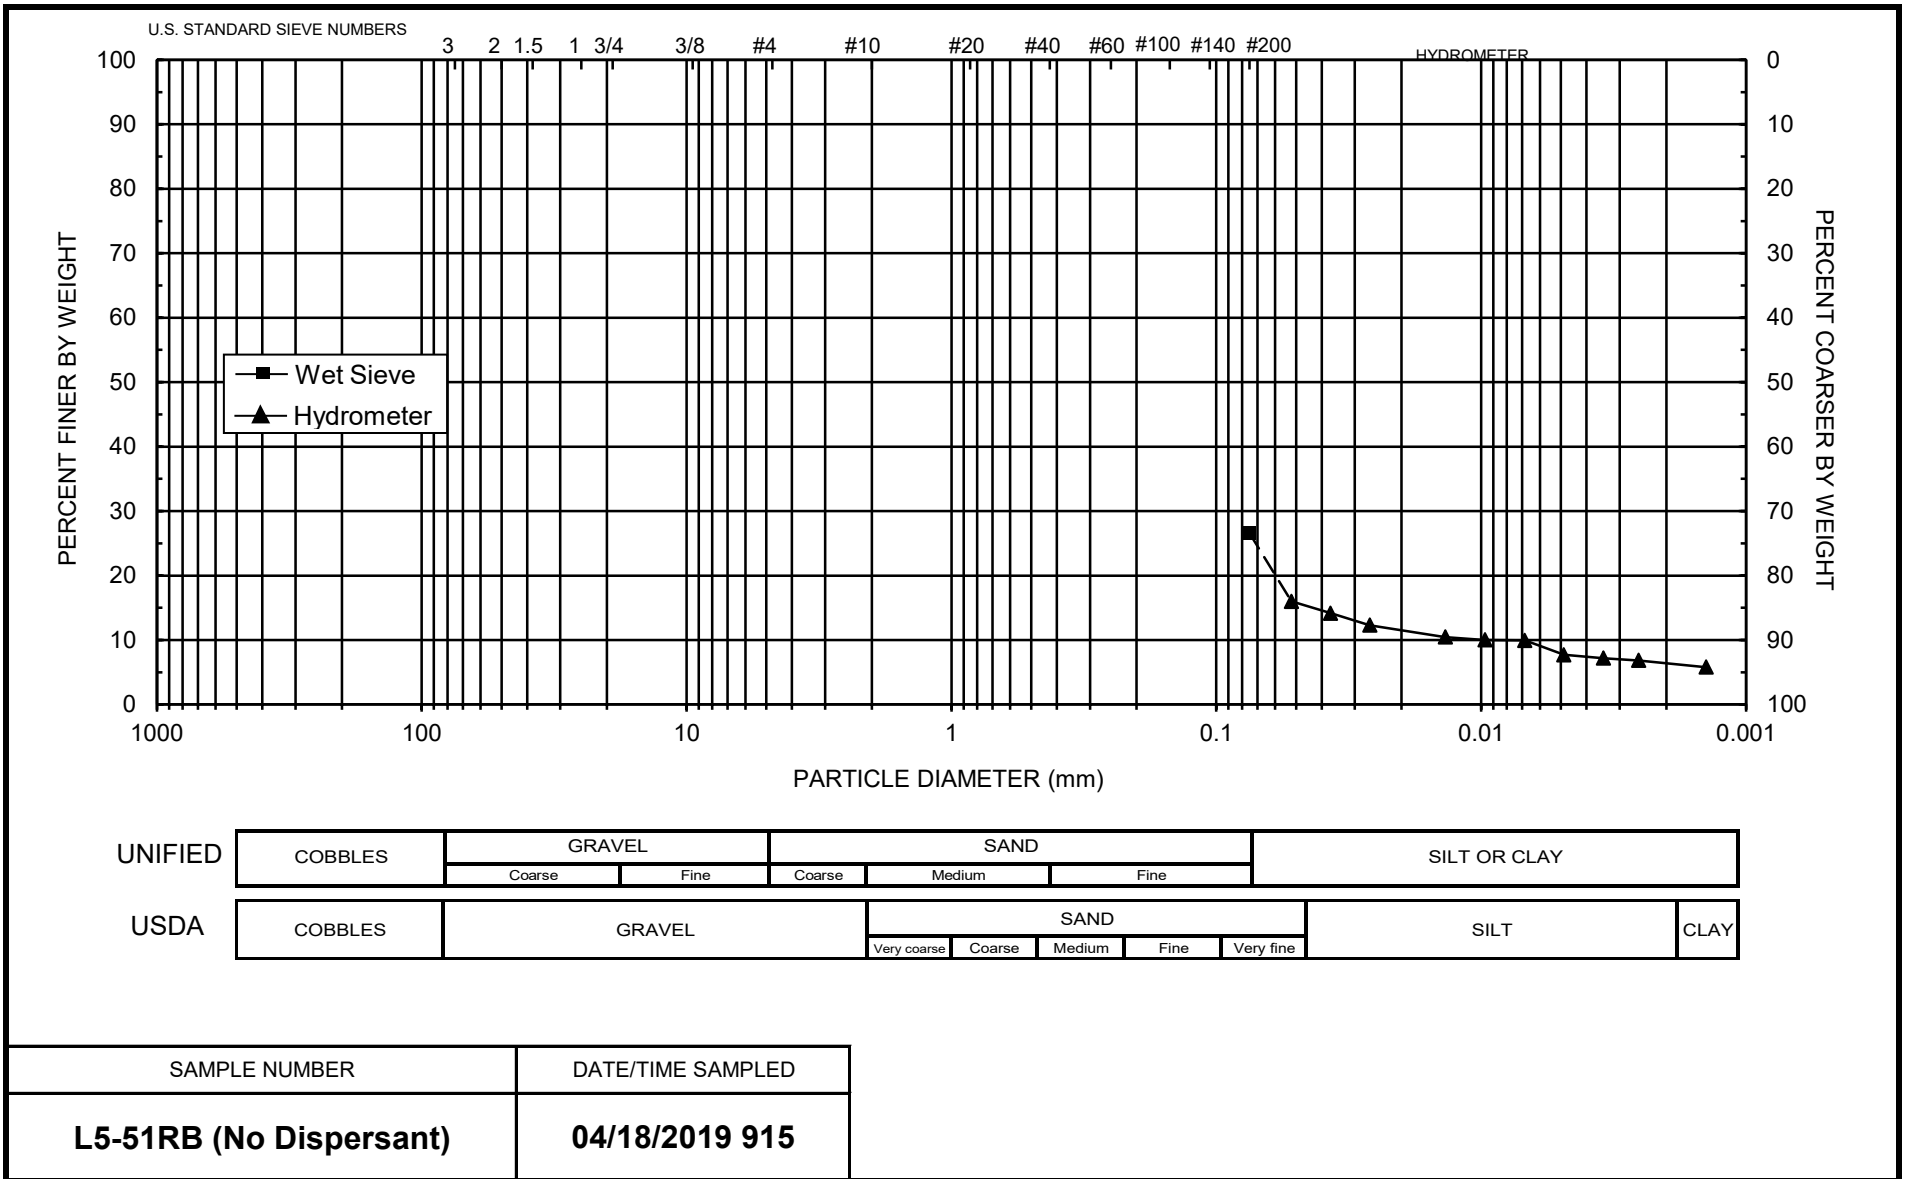 U.S. STANDARD SIEVE NUMBERS
3 2 1.5 1 3/4 3/8 #4 #10 #20 #40 #60 #100 #140 #200
HYDROMETER
100 0
90 10
80 20
70 30
60 40
50 50
40 60
30 70
20 80
10 90
0 100
PERCENT FINER BY WEIGHT
PERCENT COARSER BY WEIGHT
Wet Sieve
Hydrometer
1000 100 10 1 0.1 0.01 0.001
PARTICLE DIAMETER (mm)
UNIFIED
COBBLES GRAVEL SAND SILT OR CLAY
Coarse Fine Coarse Medium Fine
USDA
COBBLES GRAVEL SAND SILT CLAY
Very coarse Coarse Medium Fine Very fine
SAMPLE NUMBER DATE/TIME SAMPLED
L5-51RB (No Dispersant) 04/18/2019 915